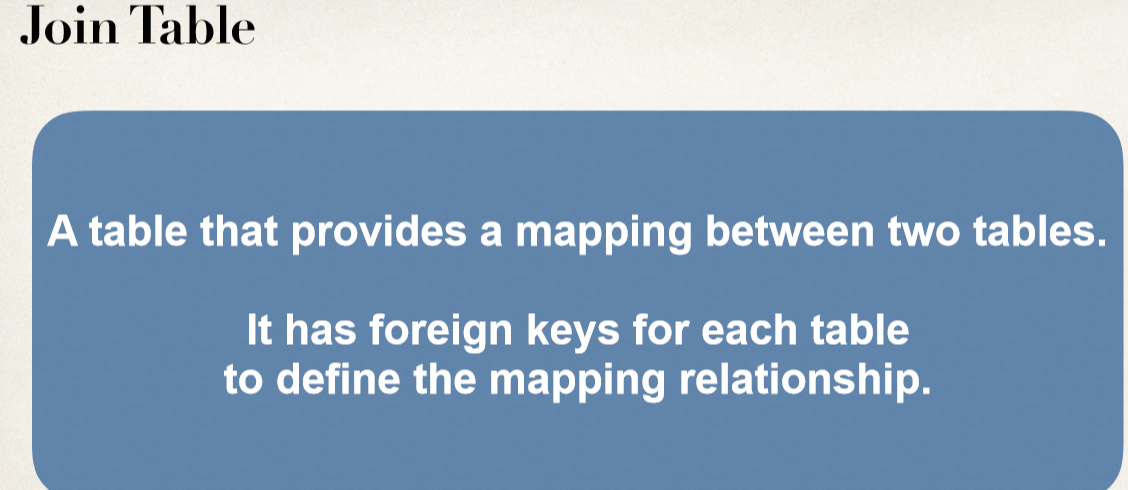 Join Table
A table that provides a mapping between two tables.
It has foreign keys for each table
to define the mapping relationship.